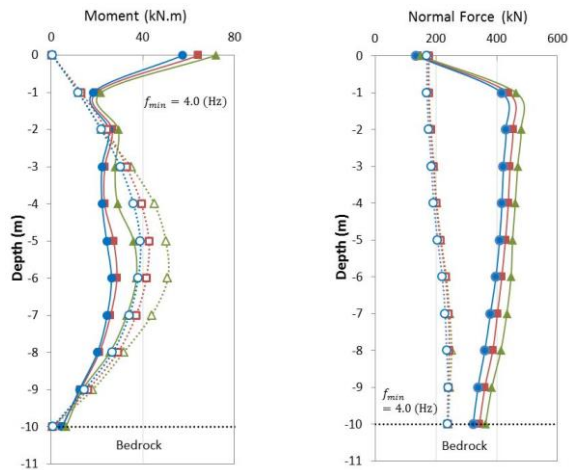 Moment (kN.m)
0 40 80
0
-1
-2
-3
-4
-5
-6
-7
-8
-9
-10
-11
Depth (m)
f_min = 4.0 (Hz)
Bedrock
Normal Force (kN)
0 200 400 600
0
-1
-2
-3
-4
-5
-6
-7
-8
-9
-10
-11
Depth (m)
f_min
= 4.0 (Hz)
Bedrock